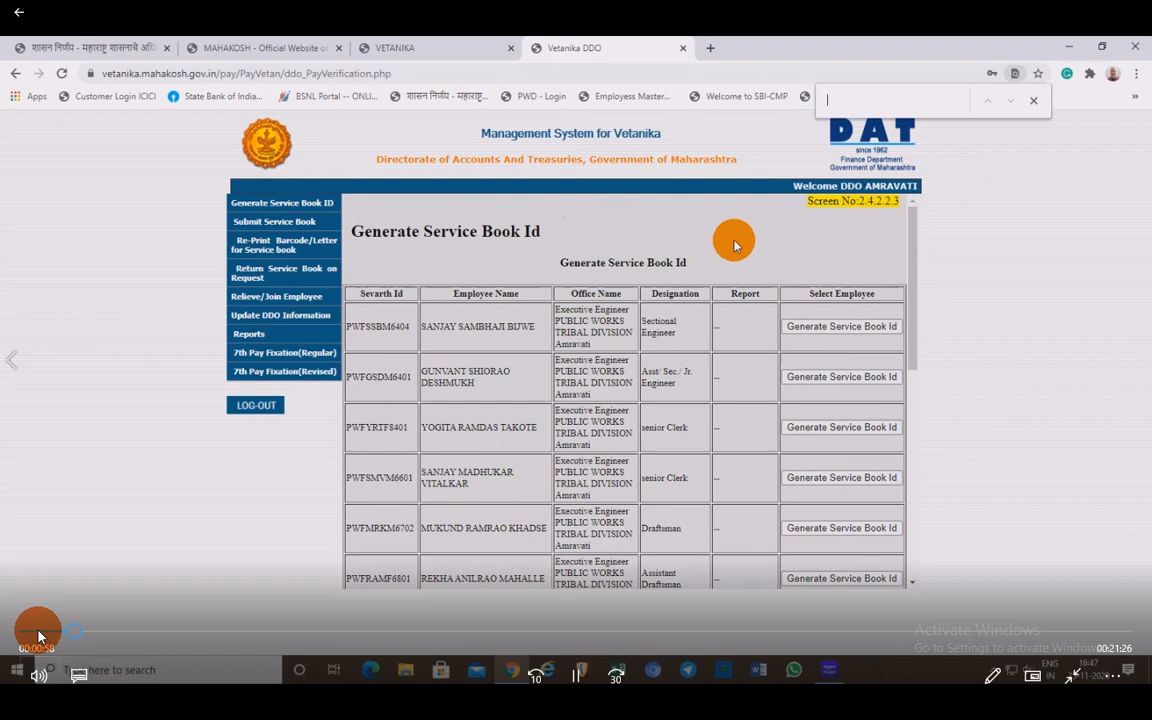 शासन निर्णय - महाराष्ट्र शासनाचे अधि
MAHAKOSH - Official Website of
VETANIKA
Vetanika DDO
vetanika.mahakosh.gov.in/pay/PayVetan/ddo_PayVerification.php
Apps
Customer Login ICICI
State Bank of India...
BSNL Portal -- ONLI...
शासन निर्णय - महाराष्ट्र...
PWD - Login
Employess Master...
Welcome to SBI-CMP
Management System for Vetanika
Directorate of Accounts And Treasuries, Government of Maharashtra
DAT
since 1962
Finance Department
Government of Maharashtra
Welcome DDO AMRAVATI
Screen No:2.4.2.2.3
Generate Service Book ID
Submit Service Book
Re-Print Barcode/Letter
for Service book
Return Service Book on
Request
Relieve/Join Employee
Update DDO Information
Reports
7th Pay Fixation(Regular)
7th Pay Fixation(Revised)
LOG-OUT
Generate Service Book Id
Generate Service Book Id
Sevarth Id Employee Name Office Name Designation Report Select Employee
PWFSSBM6404 SANJAY SAMBHAJI BIJWE
Executive Engineer
PUBLIC WORKS
TRIBAL DIVISION
Amravati
Sectional
Engineer
--
Generate Service Book Id
PWFGSDM6401
GUNVANT SHIORAO
DESHMUKH
Executive Engineer
PUBLIC WORKS
TRIBAL DIVISION
Amravati
Asst/ Sec./ Jr.
Engineer
--
Generate Service Book Id
PWFYRTF8401 YOGITA RAMDAS TAKOTE
Executive Engineer
PUBLIC WORKS
TRIBAL DIVISION
Amravati
senior Clerk
--
Generate Service Book Id
PWFSMVM6601
SANJAY MADHUKAR
VITALKAR
Executive Engineer
PUBLIC WORKS
TRIBAL DIVISION
Amravati
senior Clerk
--
Generate Service Book Id
PWFMRKM6702 MUKUND RAMRAO KHADSE
Executive Engineer
PUBLIC WORKS
TRIBAL DIVISION
Amravati
Draftsman
--
Generate Service Book Id
PWFRAMF6801 REKHA ANILRAO MAHALLE
Executive Engineer
PUBLIC WORKS
TRIBAL DIVISION
Assistant
Draftsman
--
Generate Service Book Id
Activate Windows
Go to Settings to activate Windows
00:00:58
00:21:26
Type here to search
10
30
ENG
IN
16:47